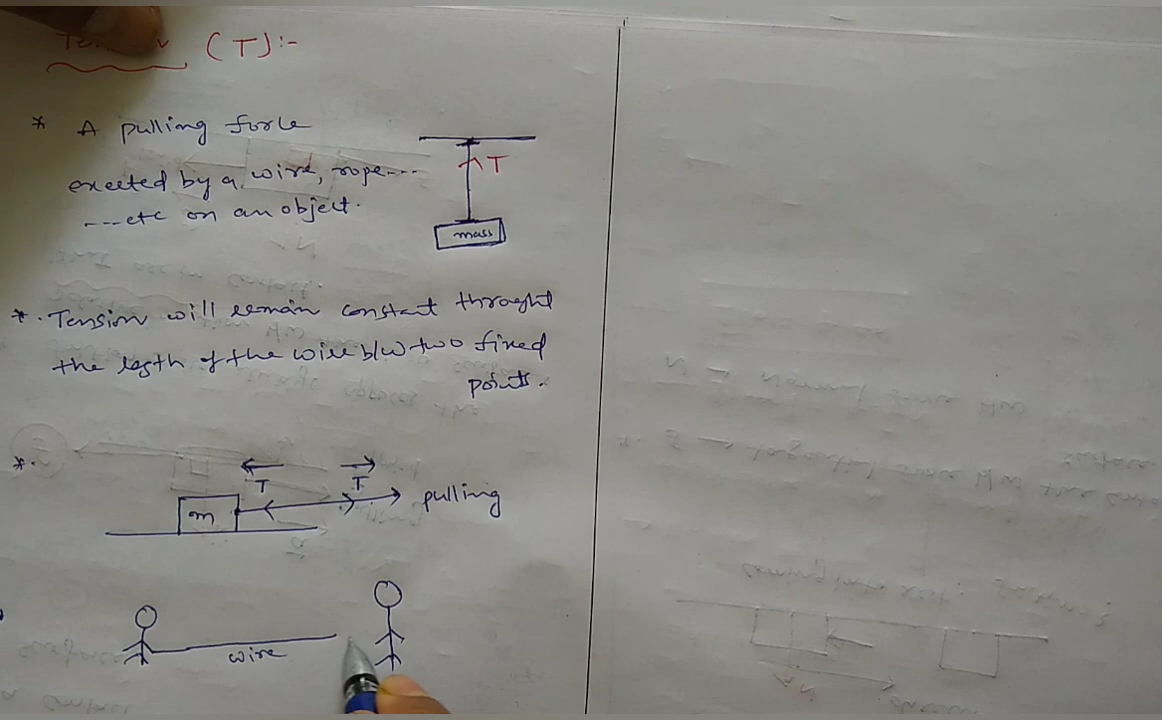 (T):-
* A pulling force
T
exerted by a wire, rope---
---etc on an object.
mass
*. Tension will remain constant throught
the legth of the wire b/w two fixed
points.
*.
T T
m pulling
wire